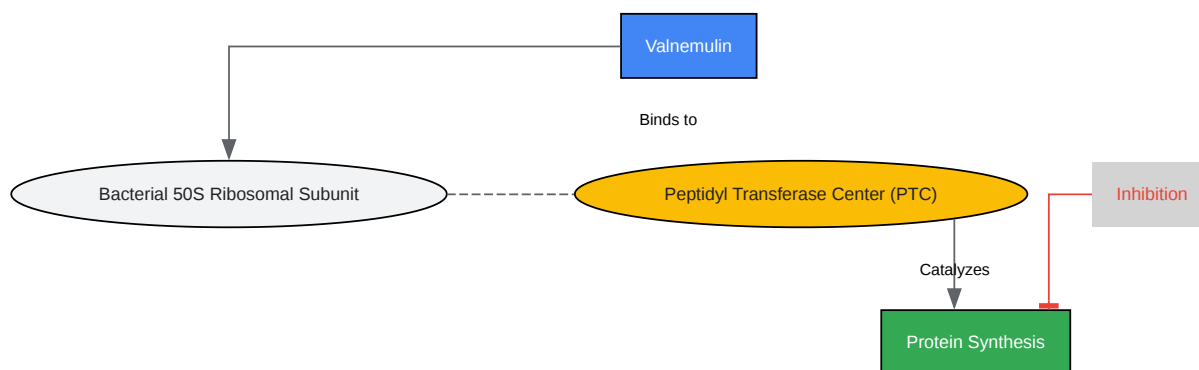 Valnemulin
Binds to
Bacterial 50S Ribosomal Subunit
Peptidyl Transferase Center (PTC)
Inhibition
Catalyzes
Protein Synthesis